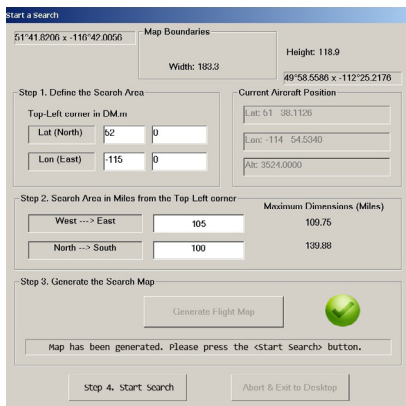 Start a Search
51°41.8206 x -116°42.0056
Map Boundaries
Width: 183.3
Height: 118.9
49°58.5586 x -112°25.2176
Step 1. Define the Search Area
Top-Left corner in DM.m
Lat (North) 52 0
Lon (East) -115 0
Current Aircraft Position
Lat: 51 38.1126
Lon: -114 54.5340
Alt: 3524.0000
Step 2. Search Area in Miles from the Top Left corner
Maximum Dimensions (Miles)
West ---> East 105 109.75
North --> South 100 139.88
Step 3. Generate the Search Map
Generate Flight Map
Map has been generated. Please press the <Start Search> button.
Step 4. Start Search
Abort & Exit to Desktop